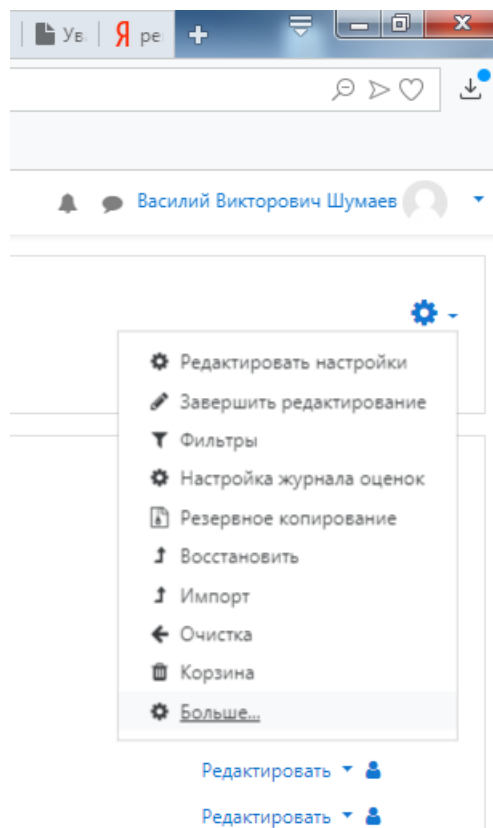 Ув Я ре
Василий Викторович Шумаев
Редактировать настройки
Завершить редактирование
Фильтры
Настройка журнала оценок
Резервное копирование
Восстановить
Импорт
Очистка
Корзина
Больше...
Редактировать
Редактировать